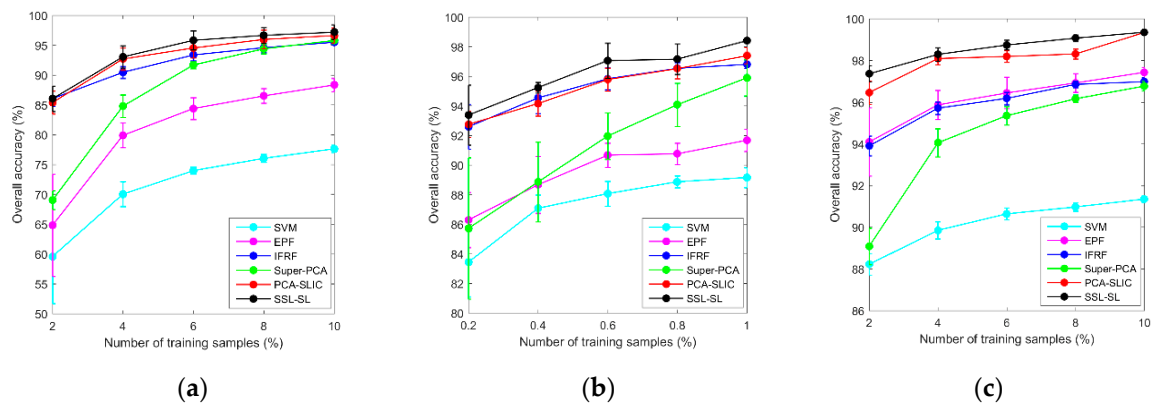 100
95
90
85
80
75
70
65
60
55
50
Overall accuracy (%)
SVM
EPF
IFRF
Super-PCA
PCA-SLIC
SSL-SL
2 4 6 8 10
Number of training samples (%)
(a)
100
98
96
94
92
90
88
86
84
82
80
Overall accuracy (%)
SVM
EPF
IFRF
Super-PCA
PCA-SLIC
SSL-SL
0.2 0.4 0.6 0.8 1
Number of training samples (%)
(b)
100
98
96
94
92
90
88
86
Overall accuracy (%)
SVM
EPF
IFRF
Super-PCA
PCA-SLIC
SSL-SL
2 4 6 8 10
Number of training samples (%)
(c)